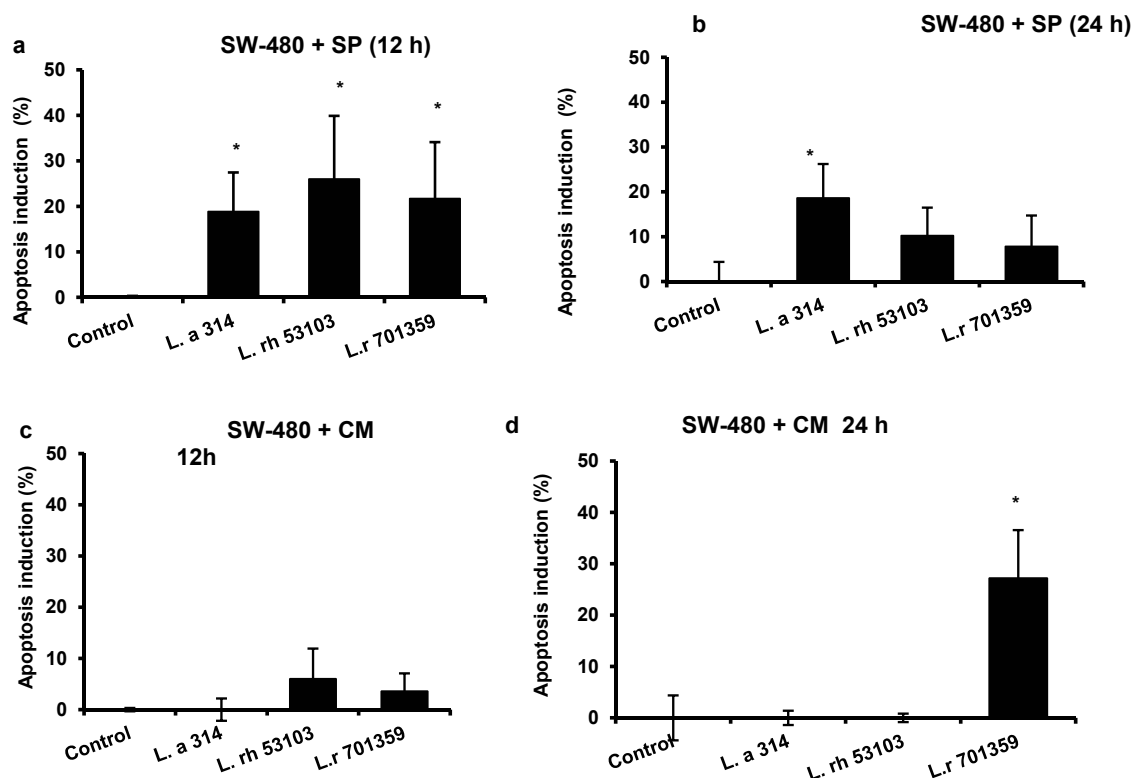 a
SW-480 + SP (12 h)
Apoptosis induction (%)
50
40
30
20
10
0
*
*
*
Control
L. a 314
L. rh 53103
L.r 701359
b
SW-480 + SP (24 h)
Apoptosis induction (%)
50
40
30
20
10
0
*
Control
L. a 314
L. rh 53103
L.r 701359
c
SW-480 + CM
12h
Apoptosis induction (%)
50
40
30
20
10
0
Control
L. a 314
L. rh 53103
L.r 701359
d
SW-480 + CM 24 h
Apoptosis induction (%)
50
40
30
20
10
0
*
Control
L. a 314
L. rh 53103
L.r 701359